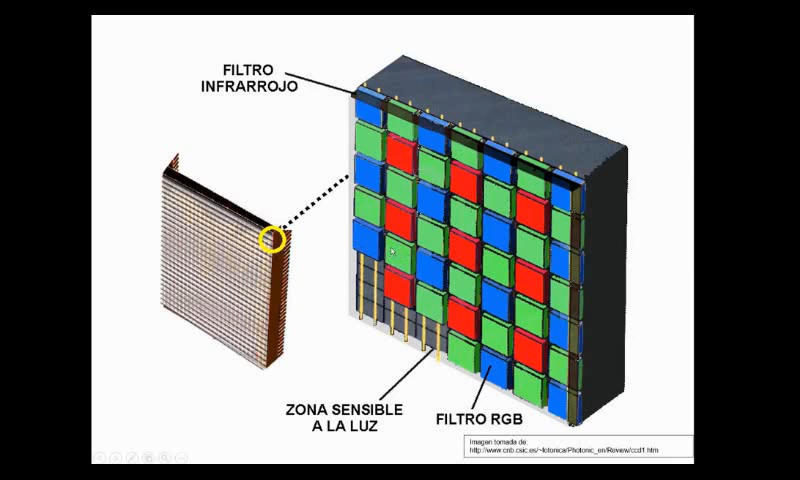 FILTRO
INFRARROJO
ZONA SENSIBLE
A LA LUZ
FILTRO RGB
Imagen tomada de:
http://www.cnb.csic.es/~fotonica/Photonic_en/Review/ccd1.htm